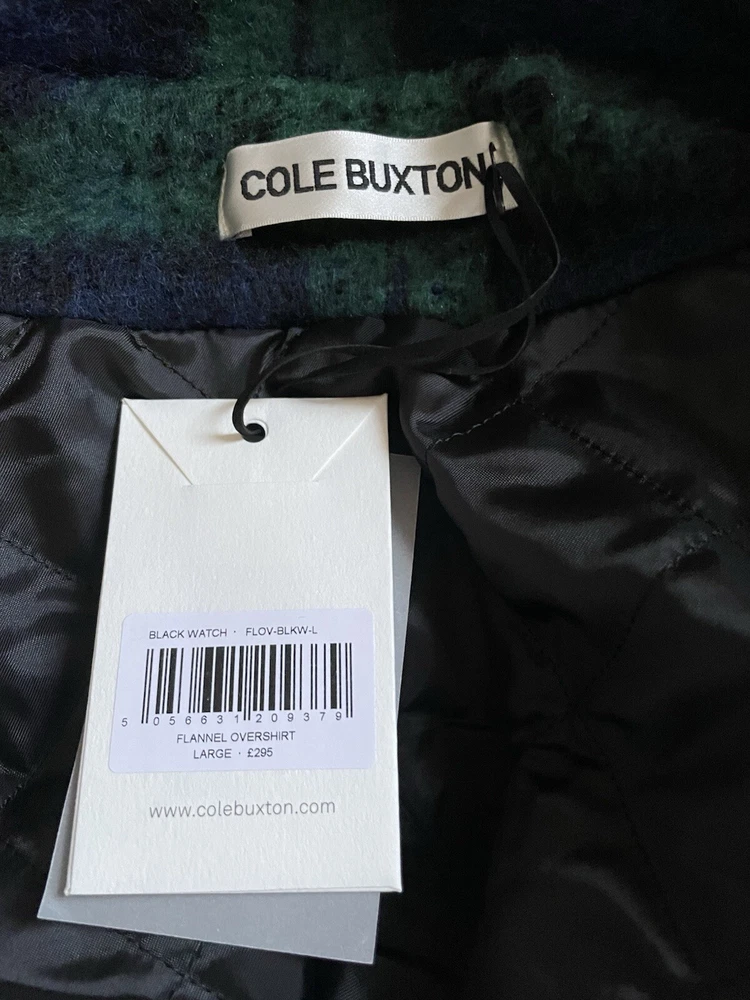 COLE BUXTON
BLACK WATCH · FLOV-BLKW-L
5 056631 209379
FLANNEL OVERSHIRT
LARGE · £295
www.colebuxton.com